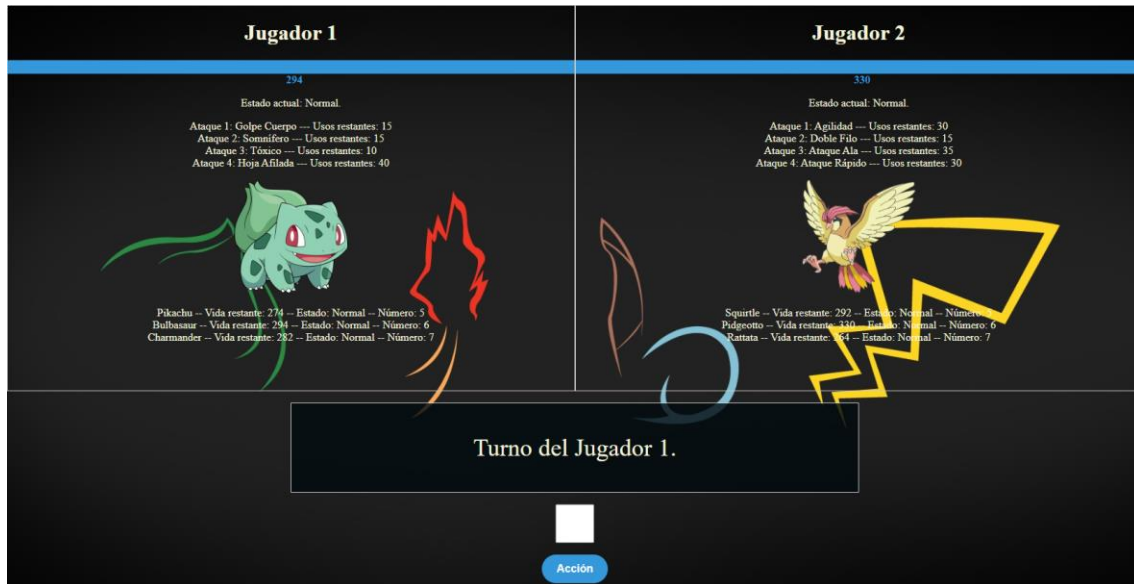 Jugador 1
294
Estado actual: Normal.
Ataque 1: Golpe Cuerpo --- Usos restantes: 15
Ataque 2: Somnífero --- Usos restantes: 15
Ataque 3: Tóxico --- Usos restantes: 10
Ataque 4: Hoja Afilada --- Usos restantes: 40
Pikachu -- Vida restante: 274 -- Estado: Normal -- Número: 5
Bulbasaur -- Vida restante: 294 -- Estado: Normal -- Número: 6
Charmander -- Vida restante: 282 -- Estado: Normal -- Número: 7
Jugador 2
330
Estado actual: Normal.
Ataque 1: Agilidad --- Usos restantes: 30
Ataque 2: Doble Filo --- Usos restantes: 15
Ataque 3: Ataque Ala --- Usos restantes: 35
Ataque 4: Ataque Rápido --- Usos restantes: 30
Squirtle -- Vida restante: 292 -- Estado: Normal -- Número:
Pidgeotto -- Vida restante: 330 -- Estado: Normal -- Número: 6
Rattata -- Vida restante: 264 -- Estado: Normal -- Número: 7
Turno del Jugador 1.
Acción